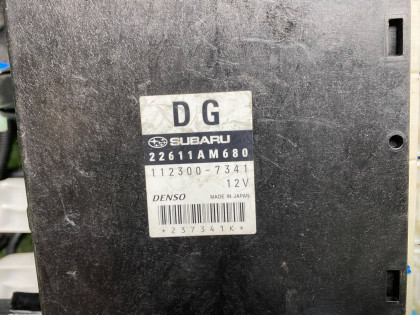 DG
SUBARU
22611AM680
112300-7341
12V
DENSO MADE IN JAPAN
*237341K*